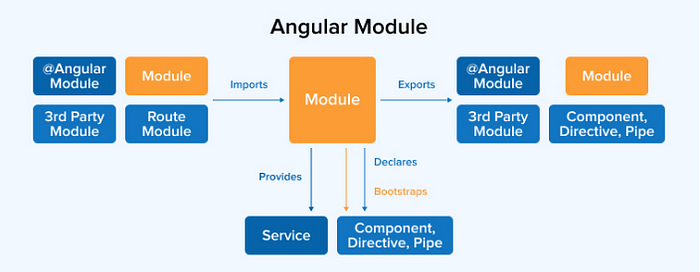 Angular Module
@Angular
Module
Module
3rd Party
Module
Route
Module
Imports
Module
Exports
@Angular
Module
Module
3rd Party
Module
Component,
Directive, Pipe
Provides
Declares
Bootstraps
Service
Component,
Directive, Pipe